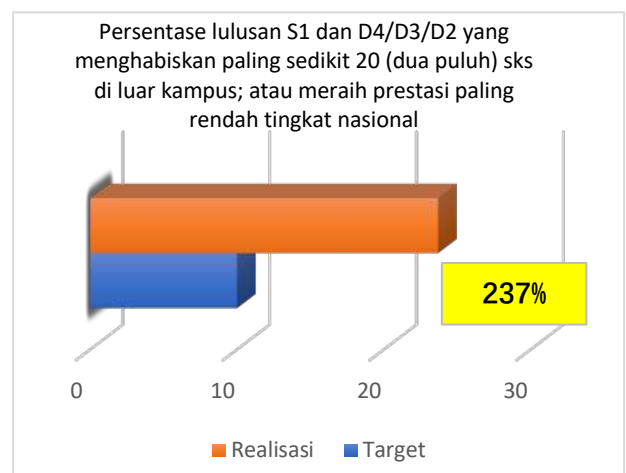 Persentase lulusan S1 dan D4/D3/D2 yang
menghabiskan paling sedikit 20 (dua puluh) sks
di luar kampus; atau meraih prestasi paling
rendah tingkat nasional
237%
0 10 20 30
Realisasi Target